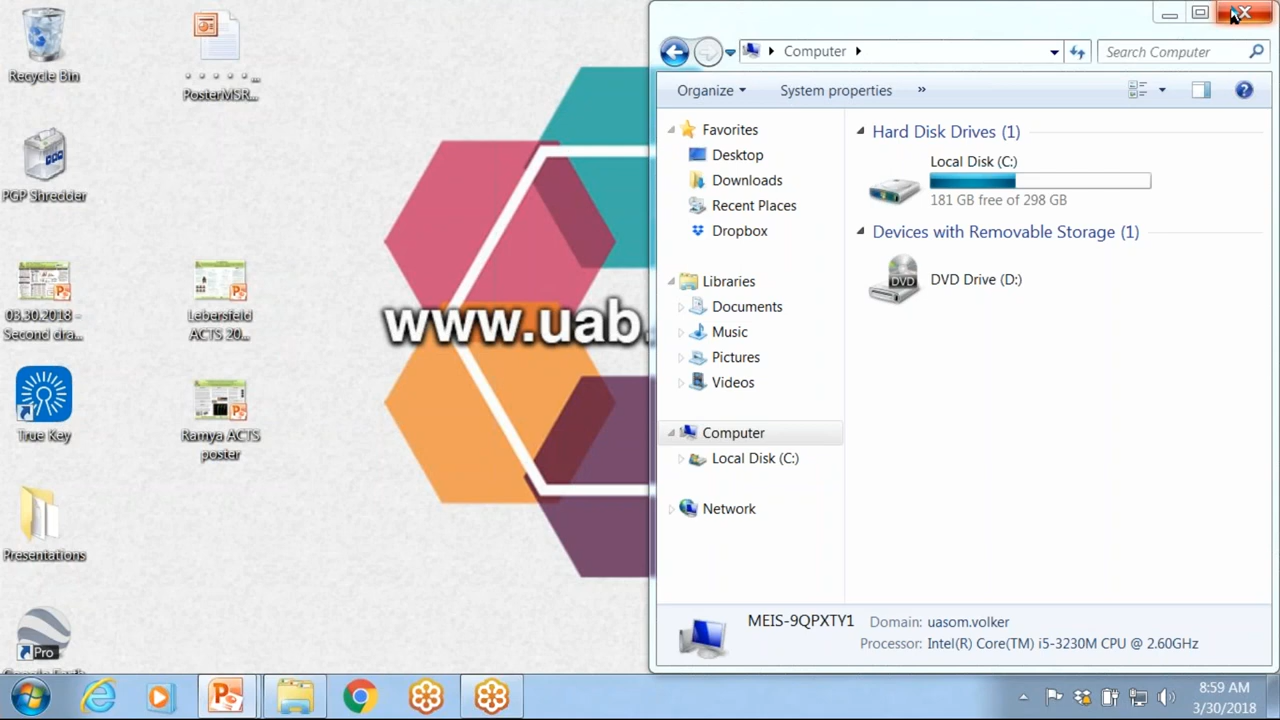 Recycle Bin
PosterMSR...
PGP Shredder
03.30.2018 -
Second dra...
Lebersfeld
ACTS 20...
True Key
Ramya ACTS
poster
Presentations
Pro
www.uab.
Computer
Search Computer
Organize
System properties
»
Favorites
Desktop
Downloads
Recent Places
Dropbox
Libraries
Documents
Music
Pictures
Videos
Computer
Local Disk (C:)
Network
Hard Disk Drives (1)
Local Disk (C:)
181 GB free of 298 GB
Devices with Removable Storage (1)
DVD
DVD Drive (D:)
MEIS-9QPXTY1
Domain: uasom.volker
Processor: Intel(R) Core(TM) i5-3230M CPU @ 2.60GHz
8:59 AM
3/30/2018